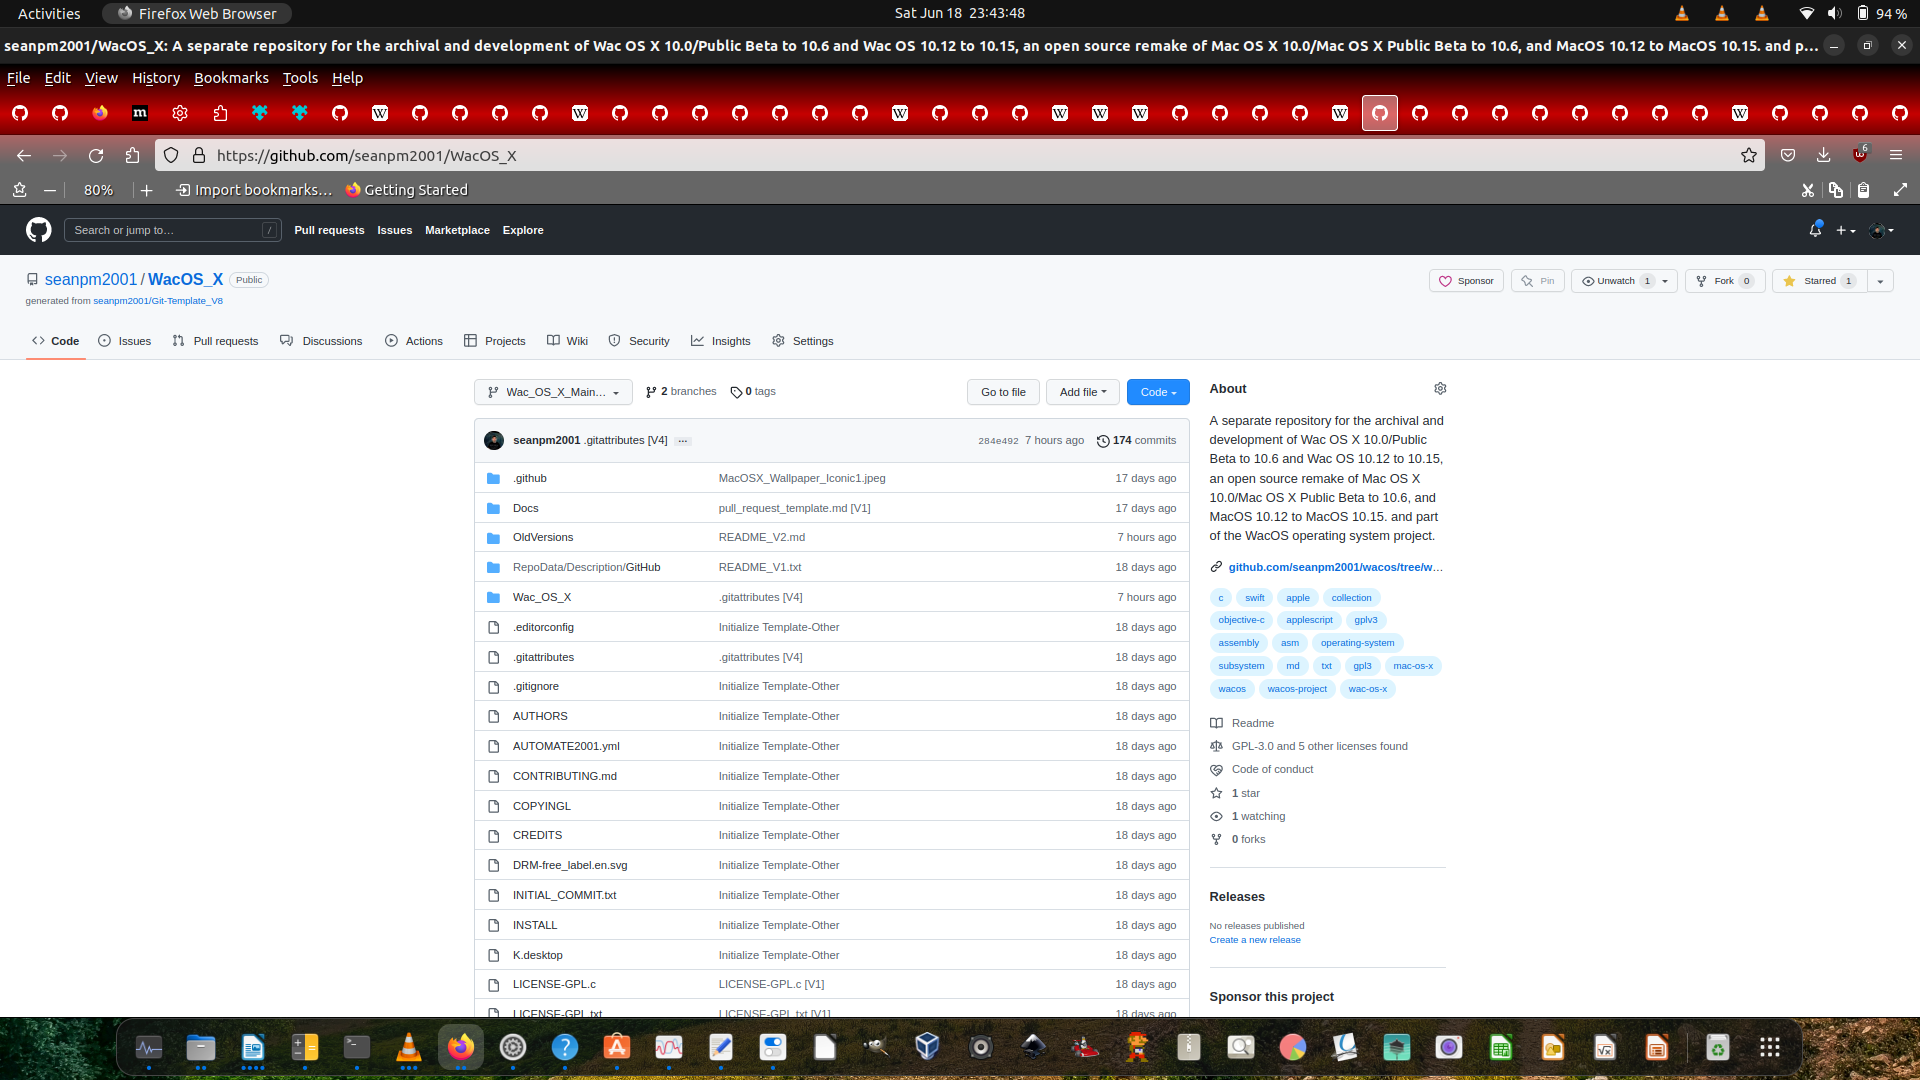 Activities
Firefox Web Browser
Sat Jun 18 23:43:48
94 %
seanpm2001/WacOS_X: A separate repository for the archival and development of Wac OS X 10.0/Public Beta to 10.6 and Wac OS 10.12 to 10.15, an open source remake of Mac OS X 10.0/Mac OS X Public Beta to 10.6, and MacOS 10.12 to MacOS 10.15. and p…
File Edit View History Bookmarks Tools Help
https://github.com/seanpm2001/WacOS_X
6
80%
Import bookmarks…
Getting Started
Search or jump to…
/
Pull requests Issues Marketplace Explore
seanpm2001 / WacOS_X Public
generated from seanpm2001/Git-Template_V8
Sponsor
Pin
Unwatch 1
Fork 0
Starred 1
Code
Issues
Pull requests
Discussions
Actions
Projects
Wiki
Security
Insights
Settings
Wac_OS_X_Main…
2 branches
0 tags
Go to file
Add file
Code
seanpm2001 .gitattributes [V4] …
284e492 7 hours ago
174 commits
.github MacOSX_Wallpaper_Iconic1.jpeg 17 days ago
Docs pull_request_template.md [V1] 17 days ago
OldVersions README_V2.md 7 hours ago
RepoData/Description/GitHub README_V1.txt 18 days ago
Wac_OS_X .gitattributes [V4] 7 hours ago
.editorconfig Initialize Template-Other 18 days ago
.gitattributes .gitattributes [V4] 18 days ago
.gitignore Initialize Template-Other 18 days ago
AUTHORS Initialize Template-Other 18 days ago
AUTOMATE2001.yml Initialize Template-Other 18 days ago
CONTRIBUTING.md Initialize Template-Other 18 days ago
COPYINGL Initialize Template-Other 18 days ago
CREDITS Initialize Template-Other 18 days ago
DRM-free_label.en.svg Initialize Template-Other 18 days ago
INITIAL_COMMIT.txt Initialize Template-Other 18 days ago
INSTALL Initialize Template-Other 18 days ago
K.desktop Initialize Template-Other 18 days ago
LICENSE-GPL.c LICENSE-GPL.c [V1] 18 days ago
LICENSE-GPL.txt LICENSE-GPL.txt [V1] 18 days ago
About
A separate repository for the archival and
development of Wac OS X 10.0/Public
Beta to 10.6 and Wac OS 10.12 to 10.15,
an open source remake of Mac OS X
10.0/Mac OS X Public Beta to 10.6, and
MacOS 10.12 to MacOS 10.15. and part
of the WacOS operating system project.
github.com/seanpm2001/wacos/tree/w…
c swift apple collection
objective-c applescript gplv3
assembly asm operating-system
subsystem md txt gpl3 mac-os-x
wacos wacos-project wac-os-x
Readme
GPL-3.0 and 5 other licenses found
Code of conduct
1 star
1 watching
0 forks
Releases
No releases published
Create a new release
Sponsor this project